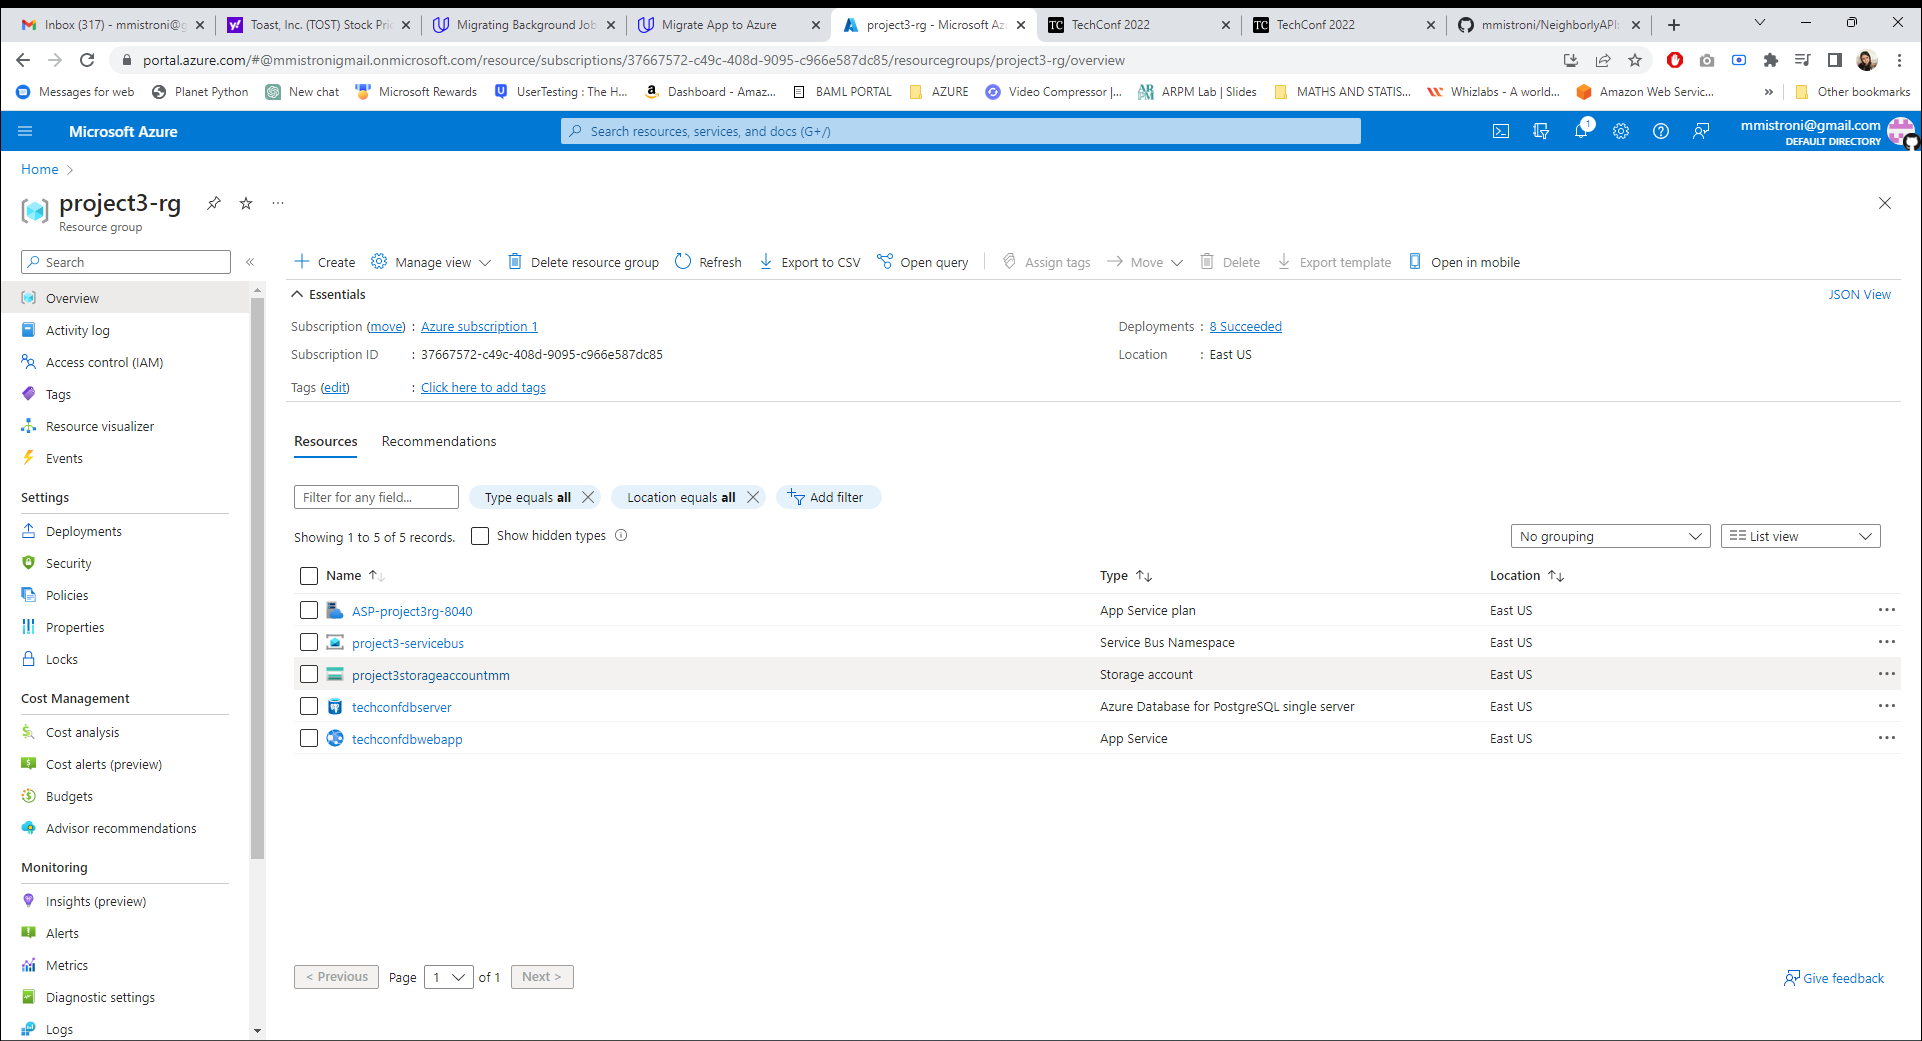 Inbox (317) - mmistroni@g
Toast, Inc. (TOST) Stock Pric
Migrating Background Job
Migrate App to Azure
project3-rg - Microsoft Az
TC TechConf 2022
TC TechConf 2022
mmistroni/NeighborlyAPI
portal.azure.com/#@mmistronigmail.onmicrosoft.com/resource/subscriptions/37667572-c49c-408d-9095-c966e587dc85/resourcegroups/project3-rg/overview
Messages for web Planet Python New chat Microsoft Rewards UserTesting : The H... Dashboard - Amaz... BAML PORTAL AZURE Video Compressor |... ARPM Lab | Slides MATHS AND STATIS... Whizlabs - A world... Amazon Web Servic... » Other bookmarks
Microsoft Azure
Search resources, services, and docs (G+/)
1
mmistroni@gmail.com
DEFAULT DIRECTORY
Home >
project3-rg
Resource group
Search
«
Create Manage view Delete resource group Refresh Export to CSV Open query Assign tags Move Delete Export template Open in mobile
Overview
Activity log
Access control (IAM)
Tags
Resource visualizer
Events
Settings
Deployments
Security
Policies
Properties
Locks
Cost Management
Cost analysis
Cost alerts (preview)
Budgets
Advisor recommendations
Monitoring
Insights (preview)
Alerts
Metrics
Diagnostic settings
Logs
Essentials
JSON View
Subscription (move) : Azure subscription 1
Deployments : 8 Succeeded
Subscription ID : 37667572-c49c-408d-9095-c966e587dc85
Location : East US
Tags (edit) : Click here to add tags
Resources Recommendations
Filter for any field...
Type equals all
Location equals all
Add filter
Showing 1 to 5 of 5 records.
Show hidden types
No grouping
List view
Name Type Location
ASP-project3rg-8040 App Service plan East US
project3-servicebus Service Bus Namespace East US
project3storageaccountmm Storage account East US
techconfdbserver Azure Database for PostgreSQL single server East US
techconfdbwebapp App Service East US
< Previous Page 1 of 1 Next >
Give feedback